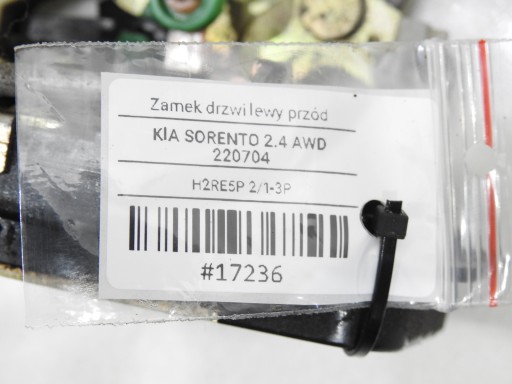 Zamek drzwi lewy przód
KIA SORENTO 2.4 AWD
220704
H2RE5P 2/1-3P
#17236